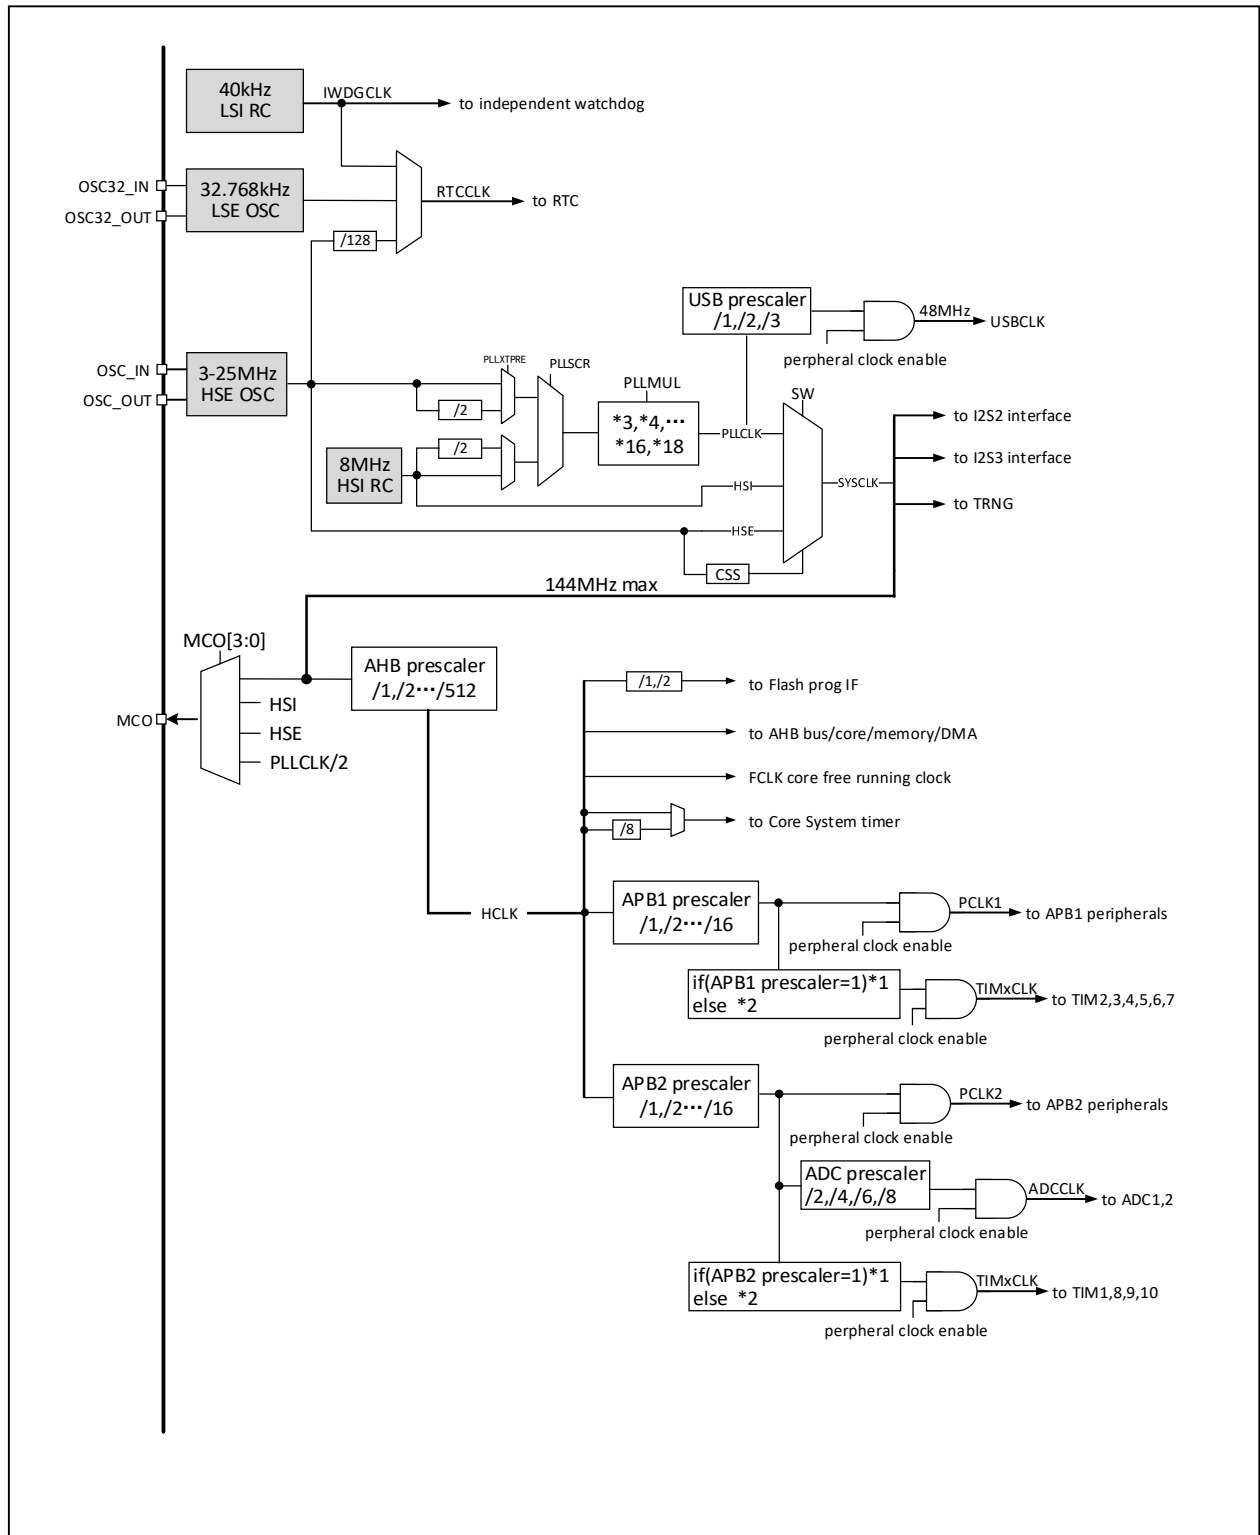 40kHz
LSI RC
IWDGCLK
to independent watchdog
OSC32_IN
OSC32_OUT
32.768kHz
LSE OSC
RTCCLK
to RTC
/128
USB prescaler
/1,/2,/3
48MHz
USBCLK
perpheral clock enable
OSC_IN
OSC_OUT
3-25MHz
HSE OSC
PLLXTPRE
PLLSCR
/2
PLLMUL
*3,*4,···
*16,*18
PLLCLK
SW
to I2S2 interface
to I2S3 interface
to TRNG
8MHz
HSI RC
/2
HSI
SYSCLK
HSE
CSS
144MHz max
MCO[3:0]
MCO
HSI
HSE
PLLCLK/2
AHB prescaler
/1,/2···/512
/1,/2
to Flash prog IF
to AHB bus/core/memory/DMA
FCLK core free running clock
/8
to Core System timer
HCLK
APB1 prescaler
/1,/2···/16
PCLK1
to APB1 peripherals
perpheral clock enable
if(APB1 prescaler=1)*1
else *2
TIMxCLK
to TIM2,3,4,5,6,7
perpheral clock enable
APB2 prescaler
/1,/2···/16
PCLK2
to APB2 peripherals
perpheral clock enable
ADC prescaler
/2,/4,/6,/8
ADCCLK
to ADC1,2
perpheral clock enable
if(APB2 prescaler=1)*1
else *2
TIMxCLK
to TIM1,8,9,10
perpheral clock enable